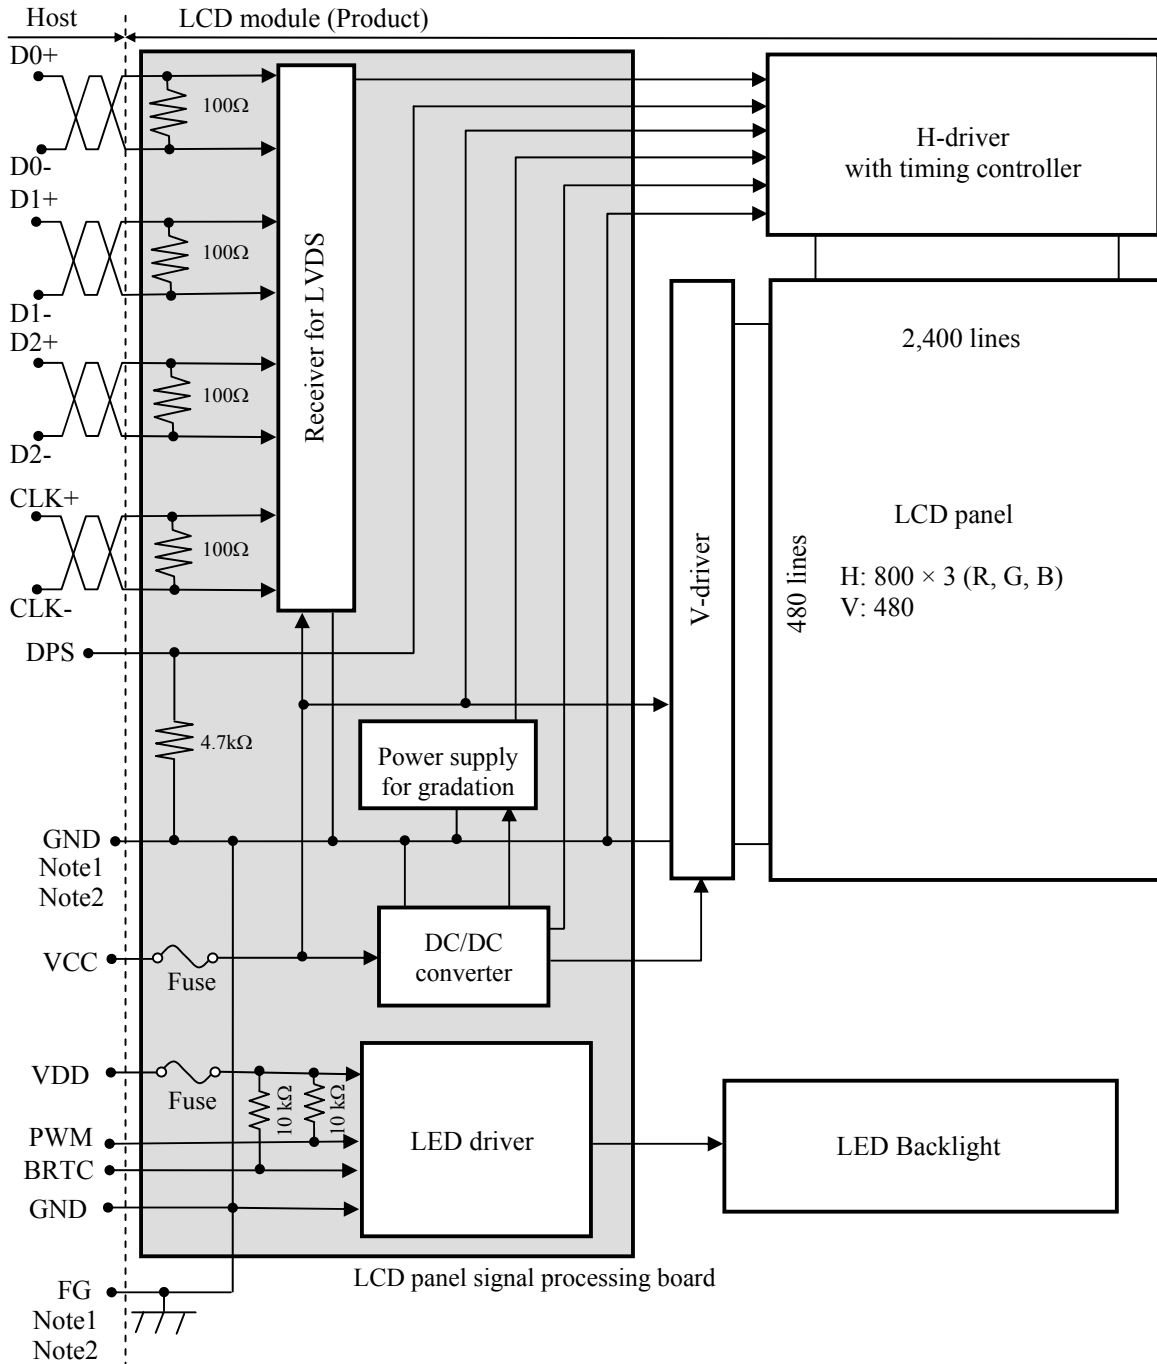 Host
LCD module (Product)
D0+
100Ω
D0-
D1+
100Ω
D1-
D2+
100Ω
D2-
CLK+
100Ω
CLK-
Receiver for LVDS
H-driver
with timing controller
2,400 lines
480 lines
LCD panel
H: 800 × 3 (R, G, B)
V: 480
V-driver
DPS
4.7kΩ
Power supply
for gradation
GND
Note1
Note2
VCC
Fuse
DC/DC
converter
VDD
Fuse
10 kΩ
10 kΩ
PWM
BRTC
GND
LED driver
LED Backlight
LCD panel signal processing board
FG
Note1
Note2